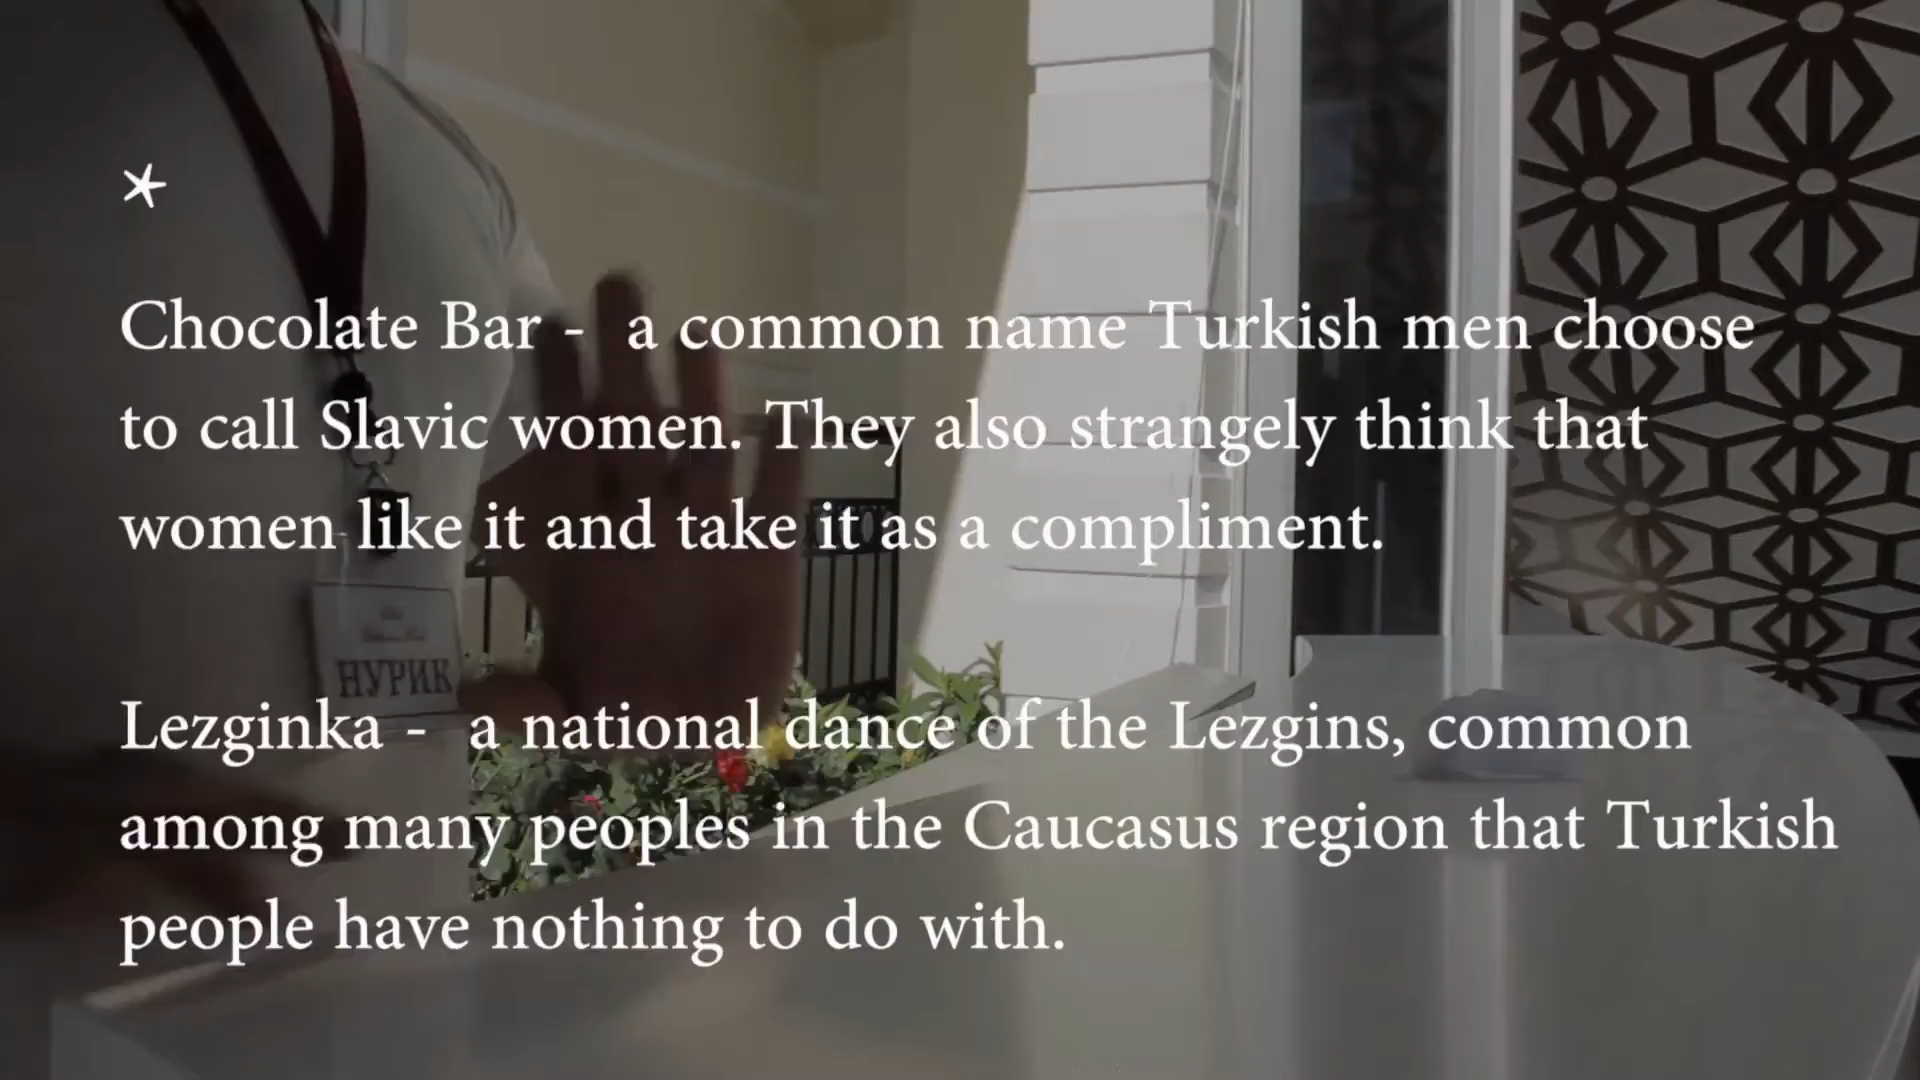 *
Chocolate Bar - a common name Turkish men choose
to call Slavic women. They also strangely think that
women like it and take it as a compliment.
Lezginka - a national dance of the Lezgins, common
among many peoples in the Caucasus region that Turkish
people have nothing to do with.
НУРИК